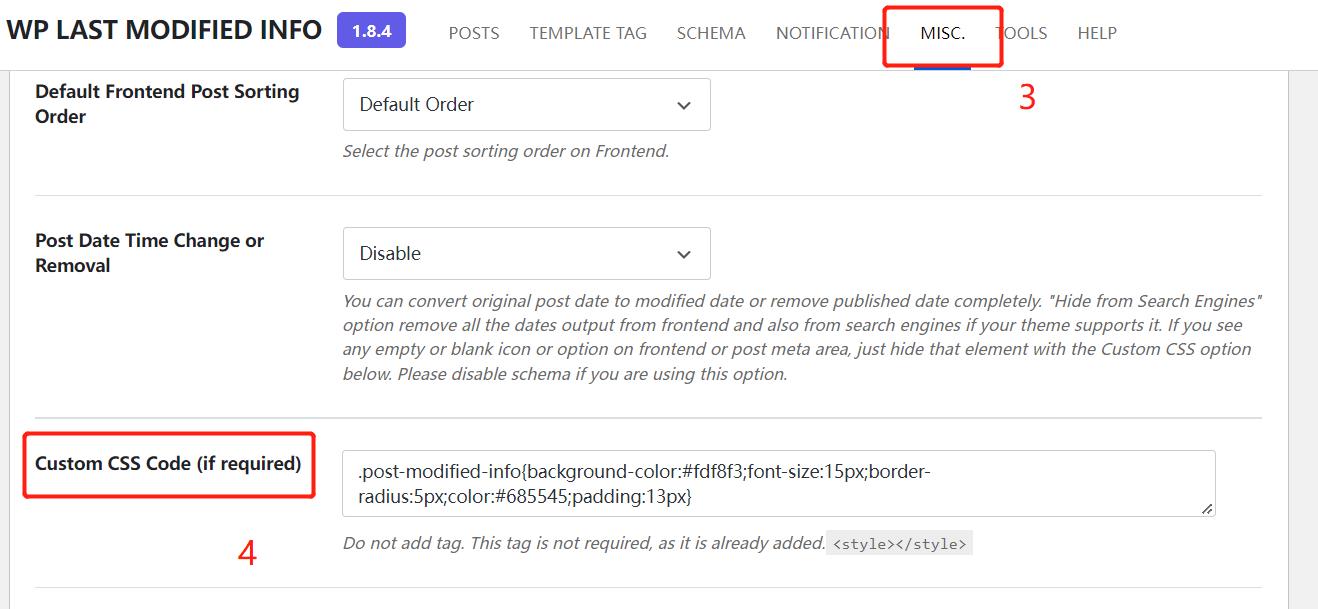 WP LAST MODIFIED INFO 1.8.4 POSTS TEMPLATE TAG SCHEMA NOTIFICATION MISC. TOOLS HELP
3
Default Frontend Post Sorting
Order
Default Order
Select the post sorting order on Frontend.
Post Date Time Change or
Removal
Disable
You can convert original post date to modified date or remove published date completely. "Hide from Search Engines"
option remove all the dates output from frontend and also from search engines if your theme supports it. If you see
any empty or blank icon or option on frontend or post meta area, just hide that element with the Custom CSS option
below. Please disable schema if you are using this option.
Custom CSS Code (if required)
.post-modified-info{background-color:#fdf8f3;font-size:15px;border-
radius:5px;color:#685545;padding:13px}
Do not add tag. This tag is not required, as it is already added. <style></style>
4